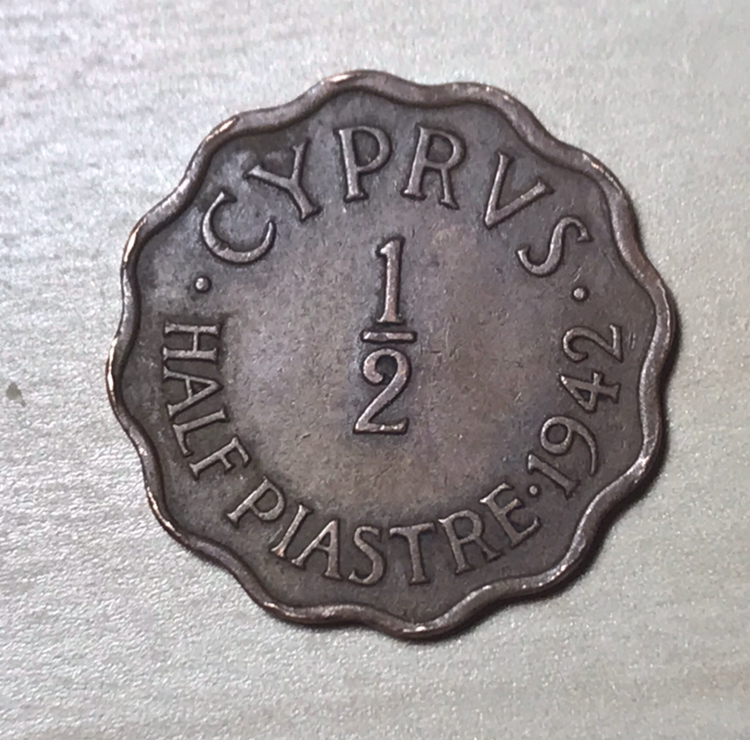 ·CYPRVS·
1/2
HALF PIASTRE·1942